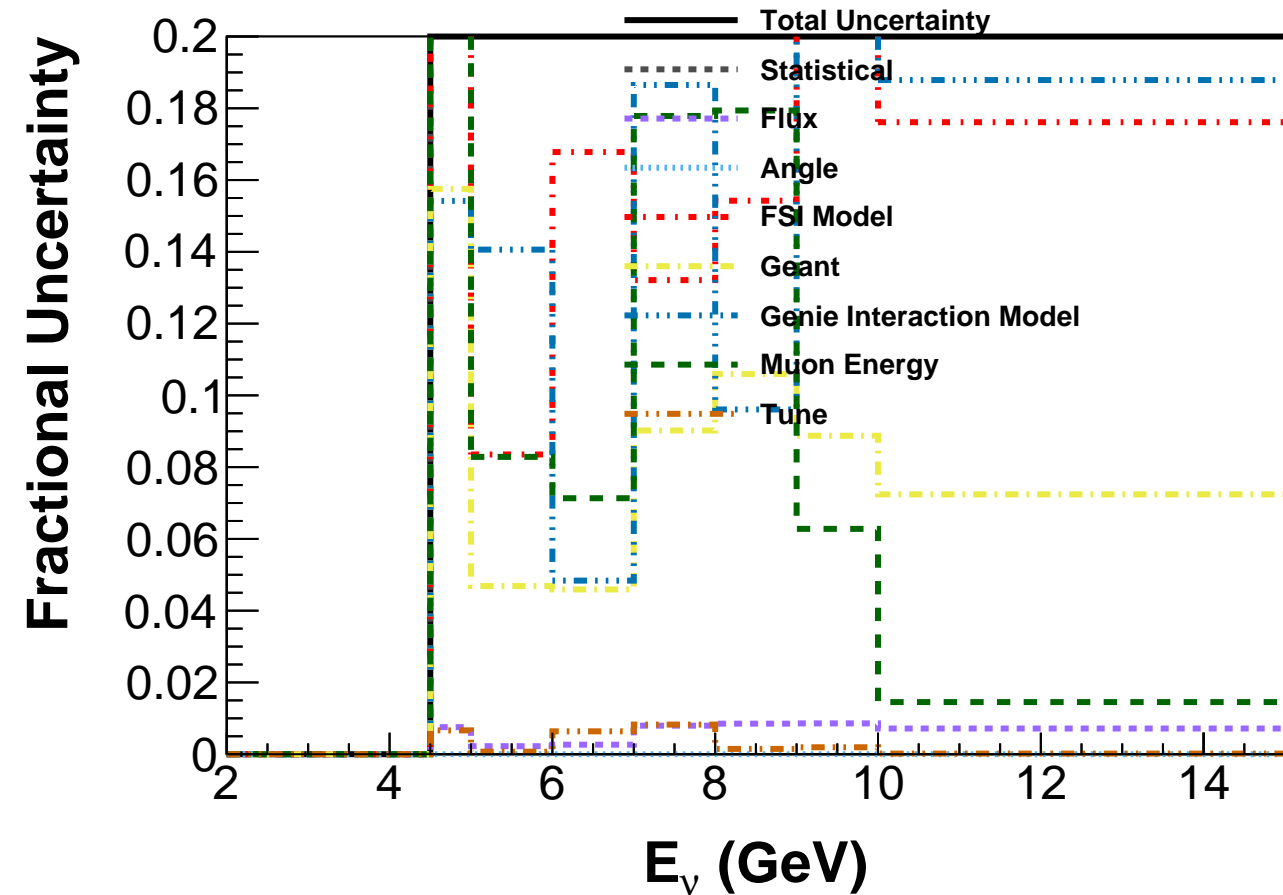 Fractional Uncertainty
0.2
0.18
0.16
0.14
0.12
0.1
0.08
0.06
0.04
0.02
0
Total Uncertainty
Statistical
Flux
Angle
FSI Model
Geant
Genie Interaction Model
Muon Energy
Tune
2 4 6 8 10 12 14
E_ν (GeV)